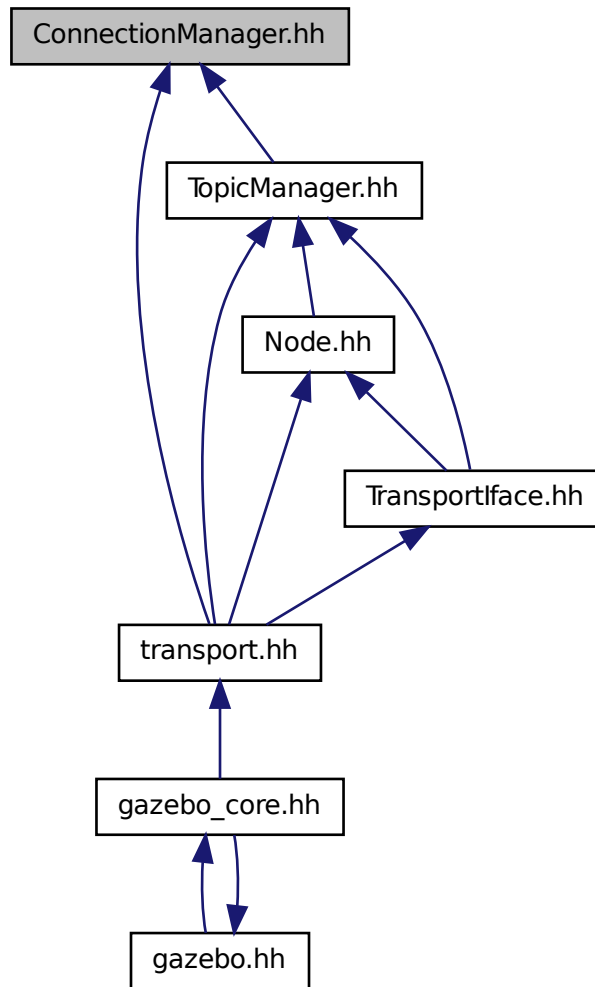 ConnectionManager.hh
TopicManager.hh
Node.hh
TransportIface.hh
transport.hh
gazebo_core.hh
gazebo.hh